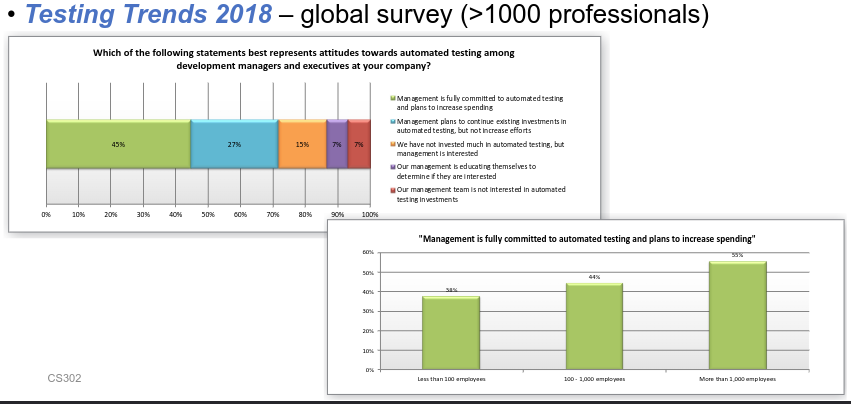 • Testing Trends 2018 – global survey (>1000 professionals)
Which of the following statements best represents attitudes towards automated testing among
development managers and executives at your company?
45%
27%
15%
7%
7%
0%
10%
20%
30%
40%
50%
60%
70%
80%
90%
100%
Management is fully committed to automated testing
and plans to increase spending
Management plans to continue existing investments in
automated testing, but not increase efforts
We have not invested much in automated testing, but
management is interested
Our management is educating themselves to
determine if they are interested
Our management team is not interested in automated
testing investments
"Management is fully committed to automated testing and plans to increase spending"
60%
50%
40%
30%
20%
10%
0%
38%
44%
55%
Less than 100 employees
100 - 1,000 employees
More than 1,000 employees
CS302